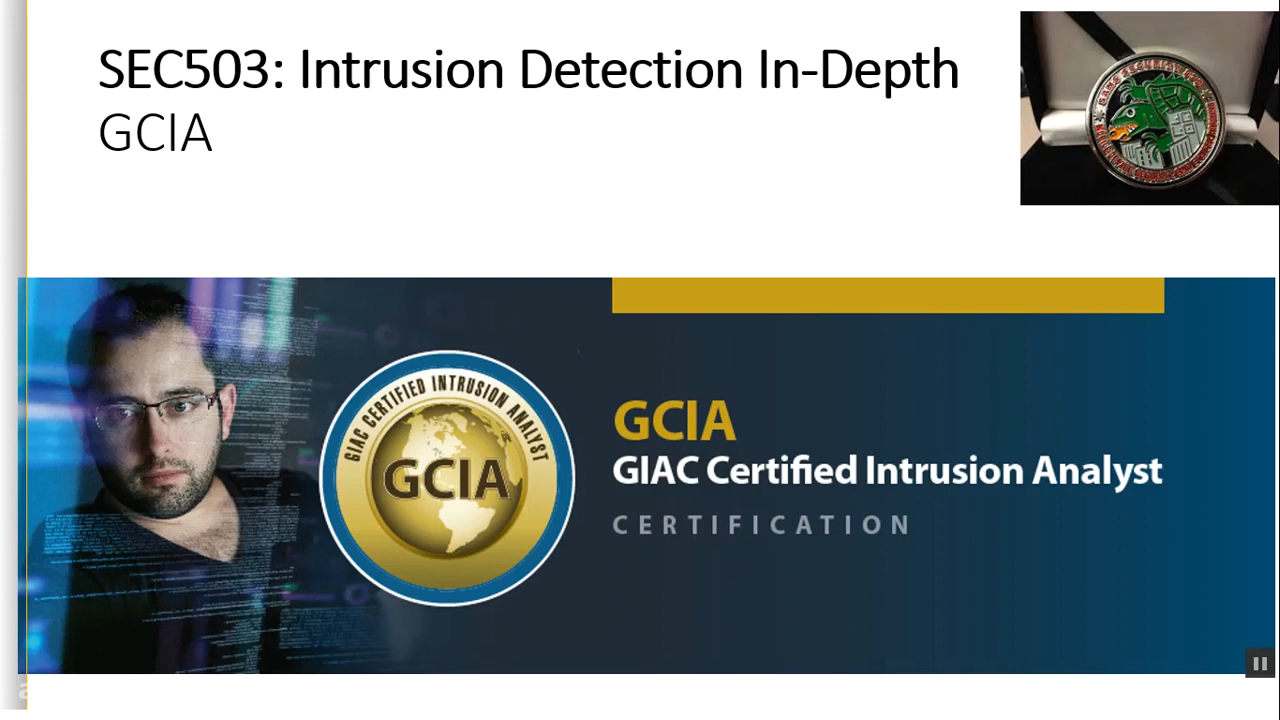 SEC503: Intrusion Detection In-Depth
GCIA
GIAC CERTIFIED INTRUSION ANALYST
GCIA
GCIA
GIAC Certified Intrusion Analyst
CERTIFICATION